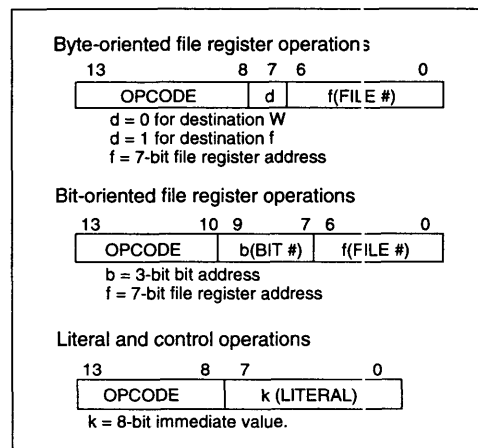 Byte-oriented file register operations
13 8 7 6 0
OPCODE d f(FILE #)
d = 0 for destination W
d = 1 for destination f
f = 7-bit file register address
Bit-oriented file register operations
13 10 9 7 6 0
OPCODE b(BIT #) f(FILE #)
b = 3-bit bit address
f = 7-bit file register address
Literal and control operations
13 8 7 0
OPCODE k (LITERAL)
k = 8-bit immediate value.